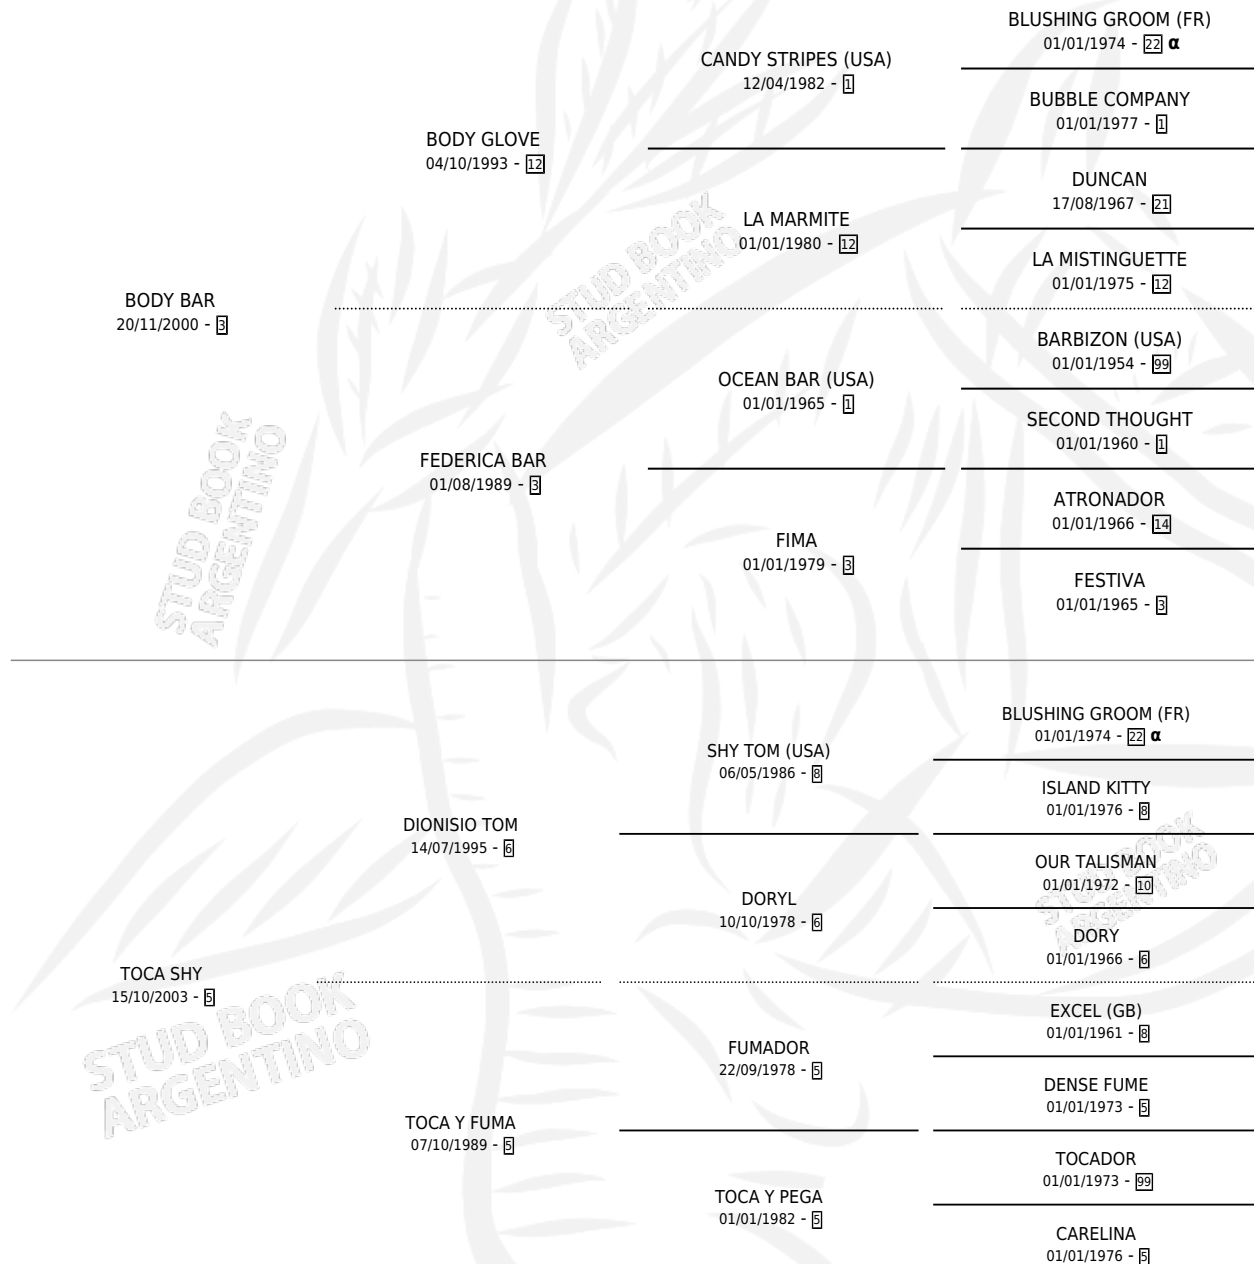 BLUSHING GROOM (FR)
01/01/1974 - 22 α
CANDY STRIPES (USA)
12/04/1982 - 1
BUBBLE COMPANY
01/01/1977 - 1
BODY GLOVE
04/10/1993 - 12
DUNCAN
17/08/1967 - 21
LA MARMITE
01/01/1980 - 12
LA MISTINGUETTE
01/01/1975 - 12
STUD BOOK
ARGENTINO
BODY BAR
20/11/2000 - 3
BARBIZON (USA)
01/01/1954 - 99
OCEAN BAR (USA)
01/01/1965 - 1
SECOND THOUGHT
01/01/1960 - 1
FEDERICA BAR
01/08/1989 - 3
ATRONADOR
01/01/1966 - 14
FIMA
01/01/1979 - 3
FESTIVA
01/01/1965 - 3
STUD BOOK
ARGENTINO
BLUSHING GROOM (FR)
01/01/1974 - 22 α
SHY TOM (USA)
06/05/1986 - 8
ISLAND KITTY
01/01/1976 - 8
DIONISIO TOM
14/07/1995 - 6
OUR TALISMAN
01/01/1972 - 10
DORYL
10/10/1978 - 6
DORY
01/01/1966 - 6
STUD BOOK
ARGENTINO
TOCA SHY
15/10/2003 - 5
EXCEL (GB)
01/01/1961 - 8
FUMADOR
22/09/1978 - 5
DENSE FUME
01/01/1973 - 5
STUD BOOK
ARGENTINO
TOCA Y FUMA
07/10/1989 - 5
TOCADOR
01/01/1973 - 99
TOCA Y PEGA
01/01/1982 - 5
CARELINA
01/01/1976 - 5